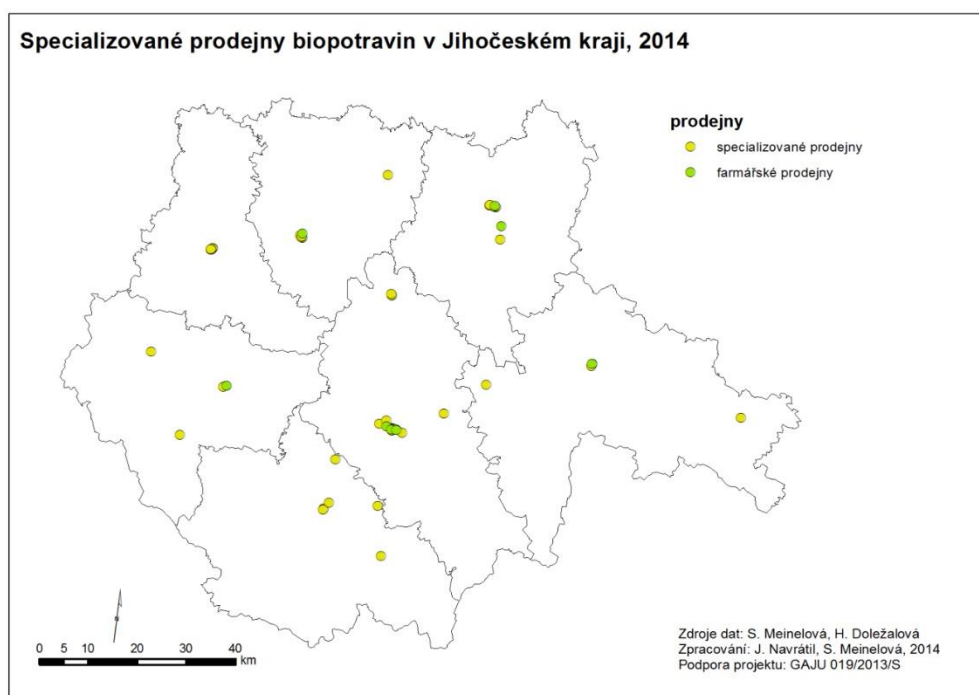 Specializované prodejny biopotravin v Jihočeském kraji, 2014
prodejny
specializované prodejny
farmářské prodejny
0 5 10 20 30 40
km
Zdroje dat: S. Meinelová, H. Doležalová
Zpracování: J. Navrátil, S. Meinelová, 2014
Podpora projektu: GAJU 019/2013/S